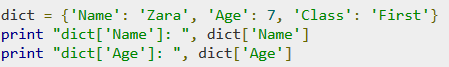 dict = {'Name': 'Zara', 'Age': 7, 'Class': 'First'}
print "dict['Name']: ", dict['Name']
print "dict['Age']: ", dict['Age']